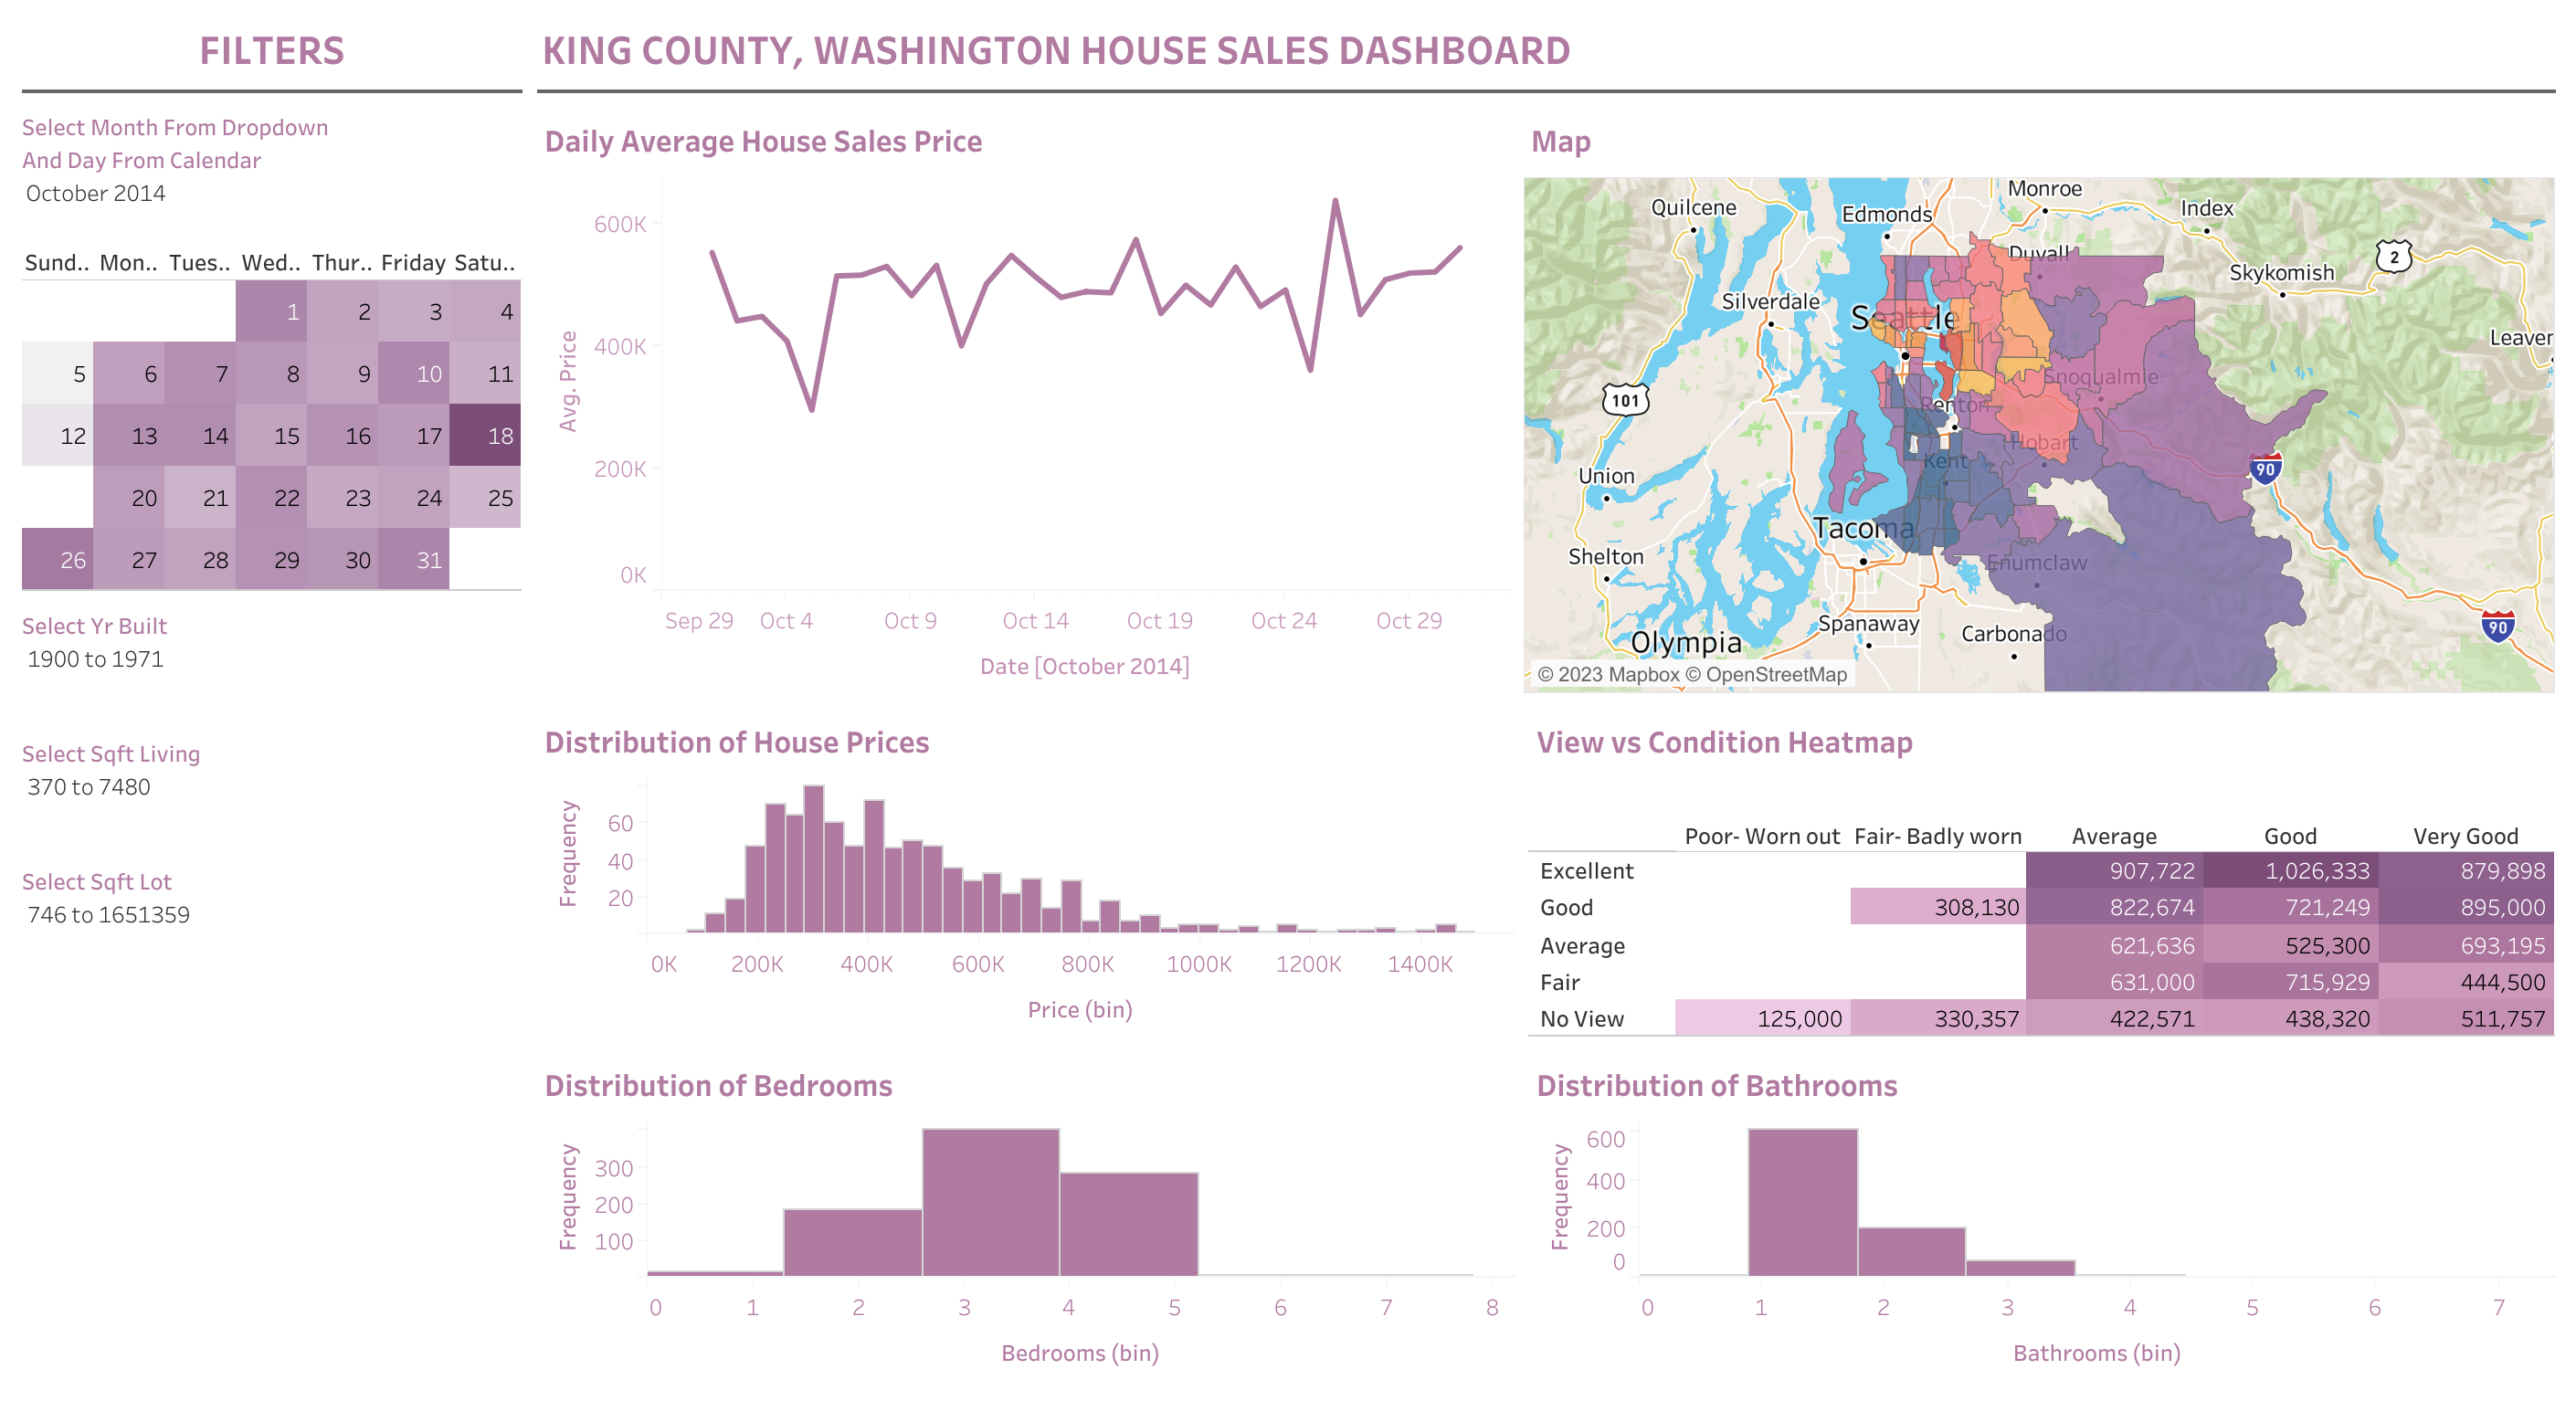 FILTERS
KING COUNTY, WASHINGTON HOUSE SALES DASHBOARD
Select Month From Dropdown
And Day From Calendar
October 2014
Sund.. Mon.. Tues.. Wed.. Thur.. Friday Satu..
1 2 3 4
5 6 7 8 9 10 11
12 13 14 15 16 17 18
20 21 22 23 24 25
26 27 28 29 30 31
Select Yr Built
1900 to 1971
Select Sqft Living
370 to 7480
Select Sqft Lot
746 to 1651359
Daily Average House Sales Price
Avg. Price
600K
400K
200K
0K
Sep 29 Oct 4 Oct 9 Oct 14 Oct 19 Oct 24 Oct 29
Date [October 2014]
Map
Monroe
Quilcene
Edmonds
Index
Duvall
2
Skykomish
Silverdale
Seattle
Leaver
Snoqualmie
101
Renton
Hobart
Kent
90
Union
Tacoma
Shelton
Enumclaw
Spanaway
Carbonado
90
Olympia
© 2023 Mapbox © OpenStreetMap
Distribution of House Prices
Frequency
60
40
20
0K 200K 400K 600K 800K 1000K 1200K 1400K
Price (bin)
View vs Condition Heatmap
Poor- Worn out Fair- Badly worn Average Good Very Good
Excellent 907,722 1,026,333 879,898
Good 308,130 822,674 721,249 895,000
Average 621,636 525,300 693,195
Fair 631,000 715,929 444,500
No View 125,000 330,357 422,571 438,320 511,757
Distribution of Bedrooms
Frequency
300
200
100
0 1 2 3 4 5 6 7 8
Bedrooms (bin)
Distribution of Bathrooms
Frequency
600
400
200
0
0 1 2 3 4 5 6 7
Bathrooms (bin)